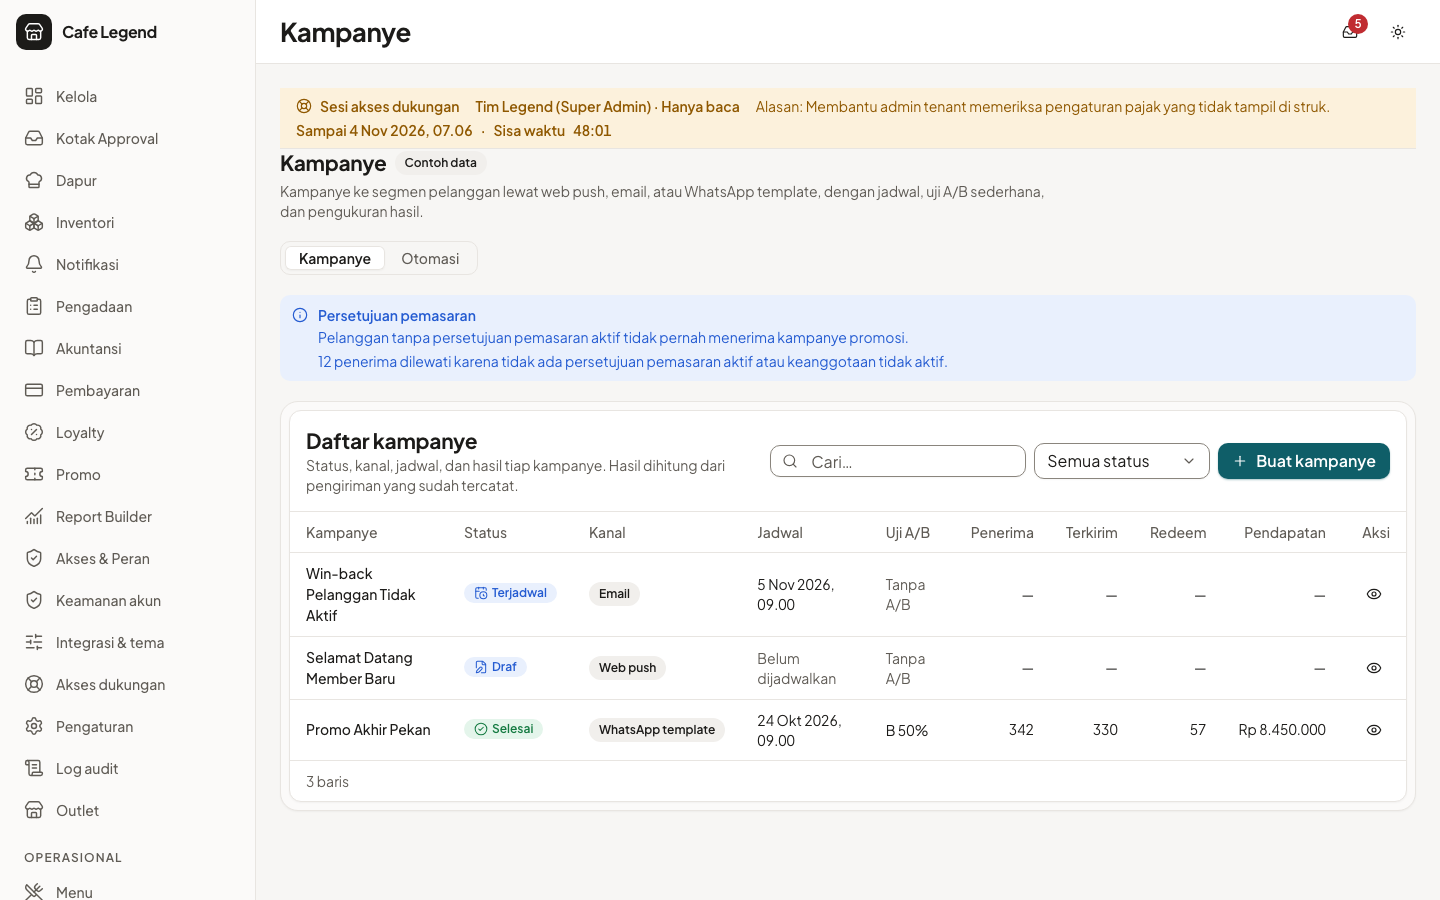 Cafe Legend
Kelola
Kotak Approval
Dapur
Inventori
Notifikasi
Pengadaan
Akuntansi
Pembayaran
Loyalty
Promo
Report Builder
Akses & Peran
Keamanan akun
Integrasi & tema
Akses dukungan
Pengaturan
Log audit
Outlet
OPERASIONAL
Menu
Kampanye
5
Sesi akses dukungan Tim Legend (Super Admin) · Hanya baca Alasan: Membantu admin tenant memeriksa pengaturan pajak yang tidak tampil di struk.
Sampai 4 Nov 2026, 07.06 · Sisa waktu 48:01
Kampanye Contoh data
Kampanye ke segmen pelanggan lewat web push, email, atau WhatsApp template, dengan jadwal, uji A/B sederhana,
dan pengukuran hasil.
Kampanye Otomasi
Persetujuan pemasaran
Pelanggan tanpa persetujuan pemasaran aktif tidak pernah menerima kampanye promosi.
12 penerima dilewati karena tidak ada persetujuan pemasaran aktif atau keanggotaan tidak aktif.
Daftar kampanye
Status, kanal, jadwal, dan hasil tiap kampanye. Hasil dihitung dari
pengiriman yang sudah tercatat.
Cari...
Semua status
+ Buat kampanye
Kampanye Status Kanal Jadwal Uji A/B Penerima Terkirim Redeem Pendapatan Aksi
Win-back
Pelanggan Tidak
Aktif
Terjadwal
Email
5 Nov 2026,
09.00
Tanpa
A/B
— — — —
Selamat Datang
Member Baru
Draf
Web push
Belum
dijadwalkan
Tanpa
A/B
— — — —
Promo Akhir Pekan
Selesai
WhatsApp template
24 Okt 2026,
09.00
B 50%
342 330 57 Rp 8.450.000
3 baris